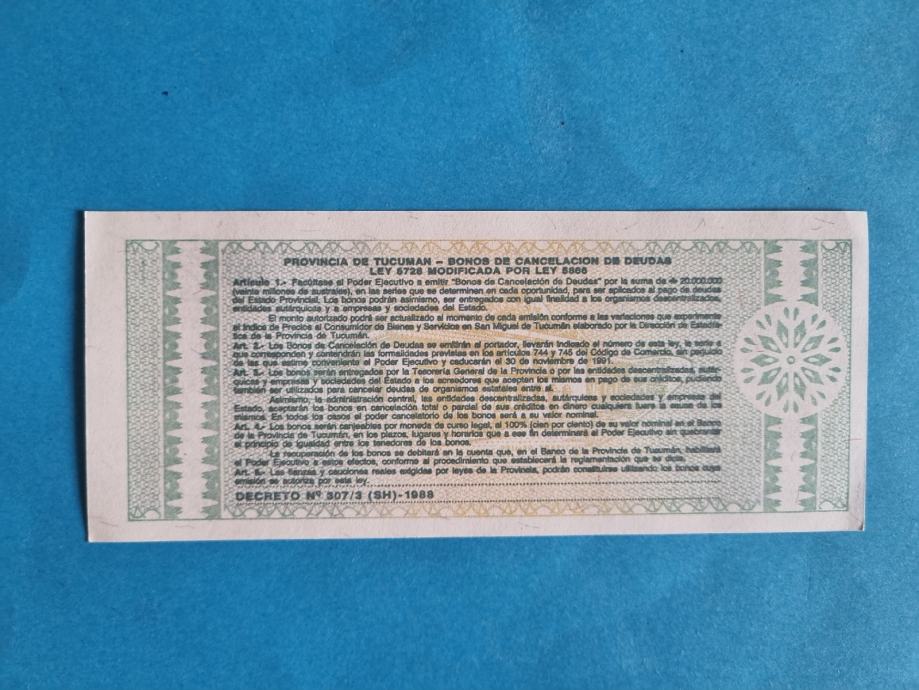 PROVINCIA DE TUCUMAN - BONOS DE CANCELACION DE DEUDAS
LEY 5728 MODIFICADA POR LEY 5866
Artículo 1.- Facúltase al Poder Ejecutivo a emitir "Bonos de Cancelación de Deudas" por la suma de ₳ 20.000.000
(veinte millones de australes), en las series que se determinen en cada oportunidad, para ser aplicados al pago de deudas
del Estado Provincial. Los bonos podrán asimismo, ser entregados con igual finalidad a los organismos descentralizados,
entidades autárquicas y a empresas y sociedades del Estado.
El monto autorizado podrá ser actualizado al momento de cada emisión conforme a las variaciones que experimente
el Indice de Precios al Consumidor de Bienes y Servicios en San Miguel de Tucumán elaborado por la Dirección de Estadís-
tica de la Provincia de Tucumán.
Art. 2.- Los Bonos de Cancelación de Deudas se emitirán al portador, llevarán indicado el número de esta ley, la serie a
que corresponden y contendrán las formalidades previstas en los artículos 744 y 745 del Código de Comercio, sin perjuicio
de las que estime conveniente el Poder Ejecutivo y caducarán el 30 de noviembre de 1991.
Art. 3.- Los bonos serán entregados por la Tesorería General de la Provincia o por las entidades descentralizadas, autár-
quicas y empresas y sociedades del Estado a los acreedores que acepten los mismos en pago de sus créditos, pudiendo
también ser utilizados para cancelar deudas de organismos estatales entre sí.
Asimismo, la administración central, las entidades descentralizadas, autárquicas y sociedades y empresas del
Estado, aceptarán los bonos en cancelación total o parcial de sus créditos en dinero cualquiera fuera la causa de los
mismos. En todos los casos el poder cancelatorio de los bonos será a su valor nominal.
Art. 4.- Los bonos serán canjeables por moneda de curso legal, al 100% (cien por ciento) de su valor nominal en el Banco
de la Provincia de Tucumán, en los plazos, lugares y horarios que a ese fin determinará el Poder Ejecutivo sin quebrantar
el principio de igualdad entre los tenedores de los bonos.
La recuperación de los bonos se debitará en la cuenta que, en el Banco de la Provincia de Tucumán, habilitará
el Poder Ejecutivo a estos efectos, conforme al procedimiento que establecerá la reglamentación que se dicte.
Art. 5.- Las fianzas y cauciones reales exigidas por leyes de la Provincia, podrán constituirse utilizando los bonos cuya
emisión se autoriza por esta ley.
DECRETO Nº 307/3 (SH)-1988